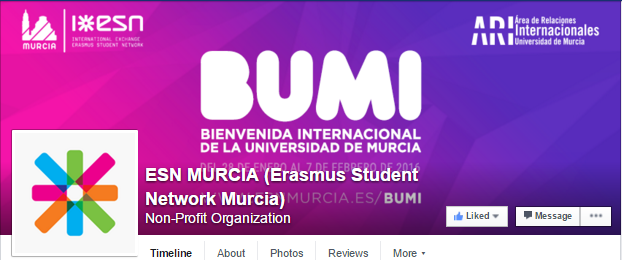 MURCIA
esn
INTERNATIONAL EXCHANGE
ERASMUS STUDENT NETWORK
ARI Área de Relaciones
Internacionales
Universidad de Murcia
BUMI
BIENVENIDA INTERNACIONAL
DE LA UNIVERSIDAD DE MURCIA
DEL 28 DE ENERO AL 7 DE FEBRERO DE 2016
MURCIA.ES/BUMI
ESN MURCIA (Erasmus Student
Network Murcia)
Non-Profit Organization
Liked
Message
Timeline About Photos Reviews More